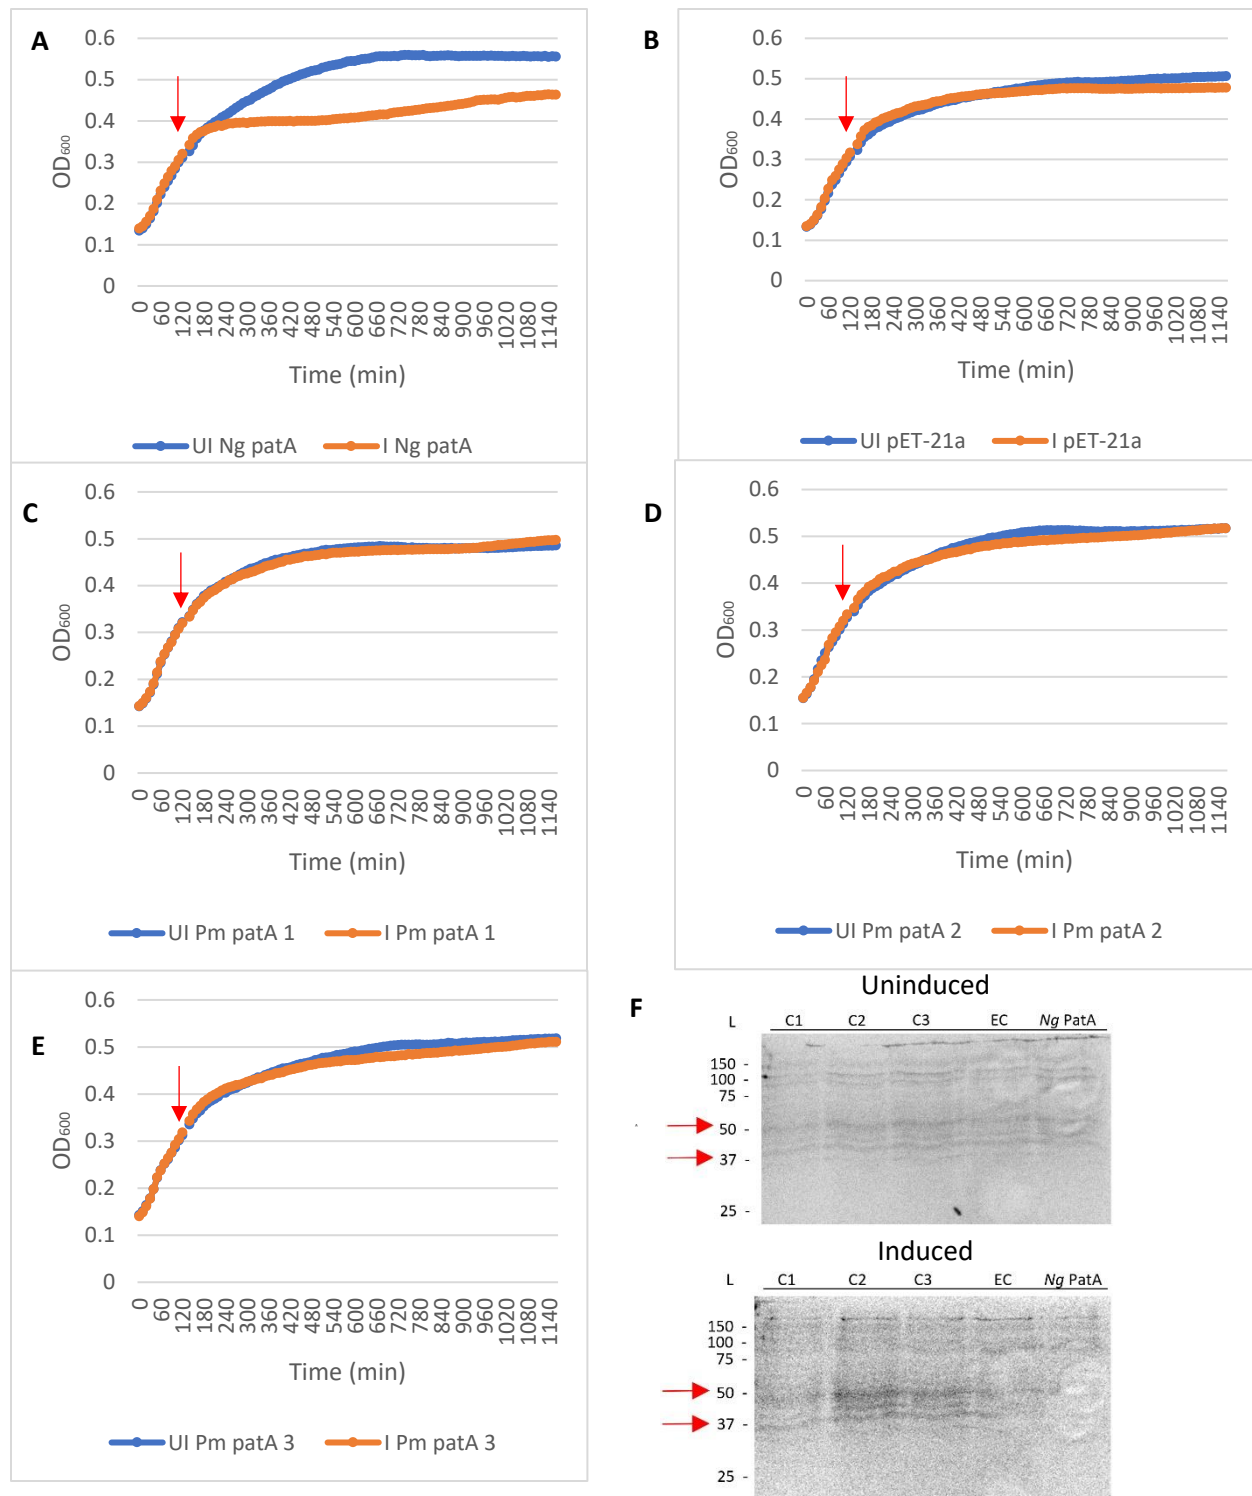 A
0.6
0.5
0.4
0.3
0.2
0.1
0
OD600
0 60 120 180 240 300 360 420 480 540 600 660 720 780 840 900 960 1020 1080 1140
Time (min)
UI Ng patA I Ng patA
B
0.6
0.5
0.4
0.3
0.2
0.1
0
OD600
0 60 120 180 240 300 360 420 480 540 600 660 720 780 840 900 960 1020 1080 1140
Time (min)
UI pET-21a I pET-21a
C
0.6
0.5
0.4
0.3
0.2
0.1
0
OD600
0 60 120 180 240 300 360 420 480 540 600 660 720 780 840 900 960 1020 1080 1140
Time (min)
UI Pm patA 1 I Pm patA 1
D
0.6
0.5
0.4
0.3
0.2
0.1
0
OD600
0 60 120 180 240 300 360 420 480 540 600 660 720 780 840 900 960 1020 1080 1140
Time (min)
UI Pm patA 2 I Pm patA 2
E
0.6
0.5
0.4
0.3
0.2
0.1
0
OD600
0 60 120 180 240 300 360 420 480 540 600 660 720 780 840 900 960 1020 1080 1140
Time (min)
UI Pm patA 3 I Pm patA 3
F
Uninduced
L C1 C2 C3 EC Ng PatA
150 -
100 -
75 -
50 -
37 -
25 -
Induced
L C1 C2 C3 EC Ng PatA
150 -
100 -
75 -
50 -
37 -
25 -